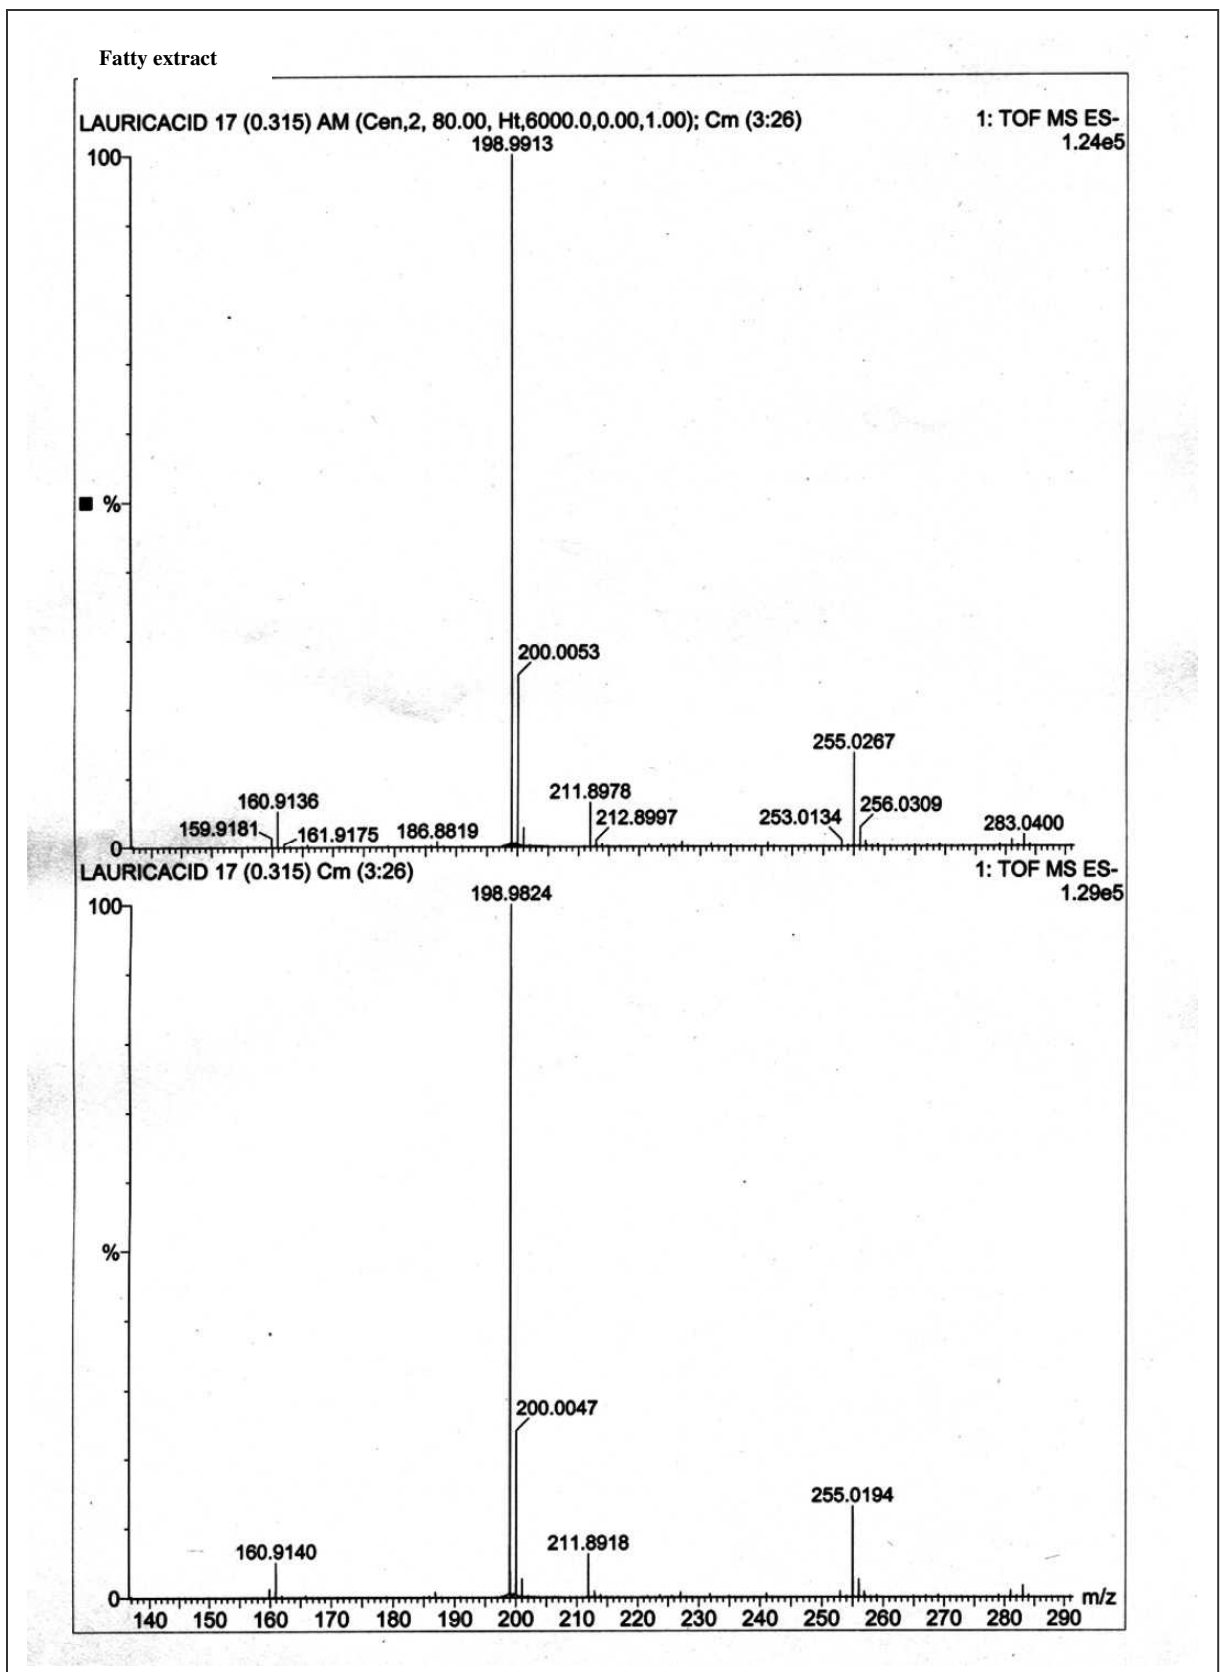 Fatty extract
LAURICACID 17 (0.315) AM (Cen,2, 80.00, Ht,6000.0,0.00,1.00); Cm (3:26)
1: TOF MS ES-
1.24e5
198.9913
100
%
200.0053
255.0267
211.8978
160.9136
256.0309
212.8997
253.0134
283.0400
159.9181
161.9175
186.8819
0
LAURICACID 17 (0.315) Cm (3:26)
1: TOF MS ES-
1.29e5
198.9824
100
%
200.0047
255.0194
211.8918
160.9140
0
m/z
140 150 160 170 180 190 200 210 220 230 240 250 260 270 280 290